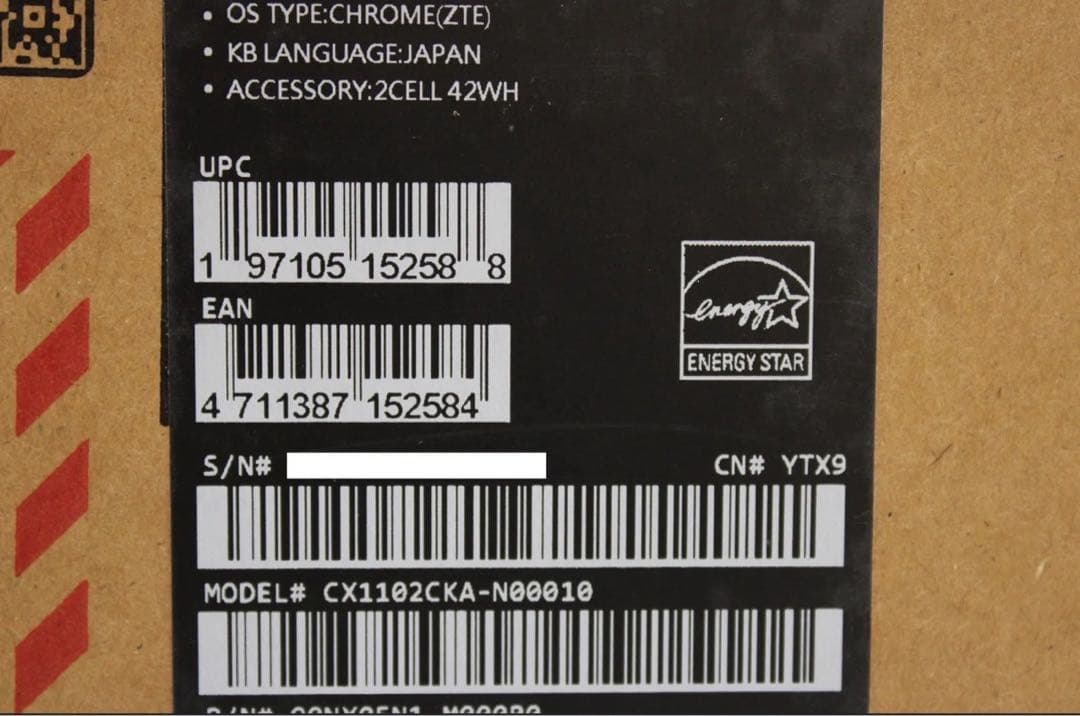 • OS TYPE:CHROME(ZTE)
• KB LANGUAGE:JAPAN
• ACCESSORY:2CELL 42WH
UPC
1 97105 15258 8
EAN
4 711387 152584
energy
ENERGY STAR
S/N# CN# YTX9
MODEL# CX1102CKA-N00010